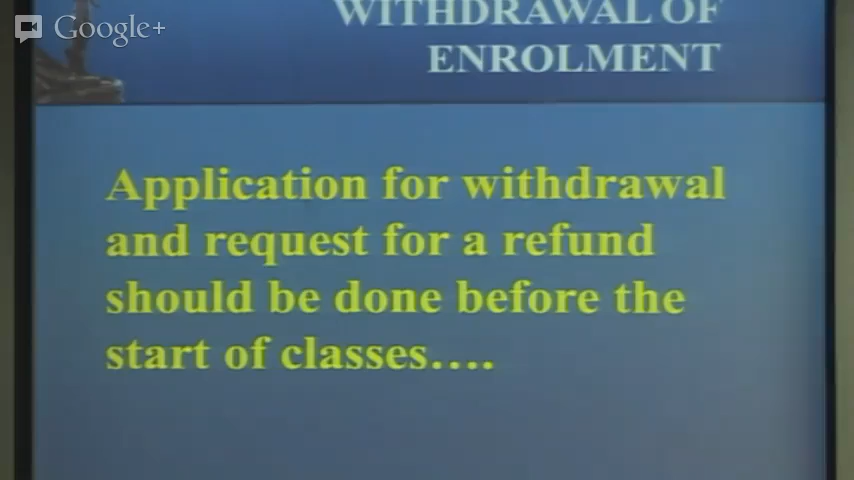 Google+
WITHDRAWAL OF
ENROLMENT
Application for withdrawal
and request for a refund
should be done before the
start of classes....